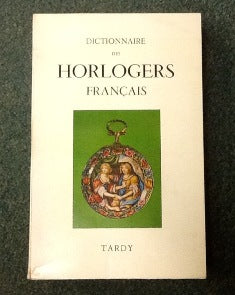 DICTIONNAIRE
DES
HORLOGERS
FRANÇAIS
TARDY